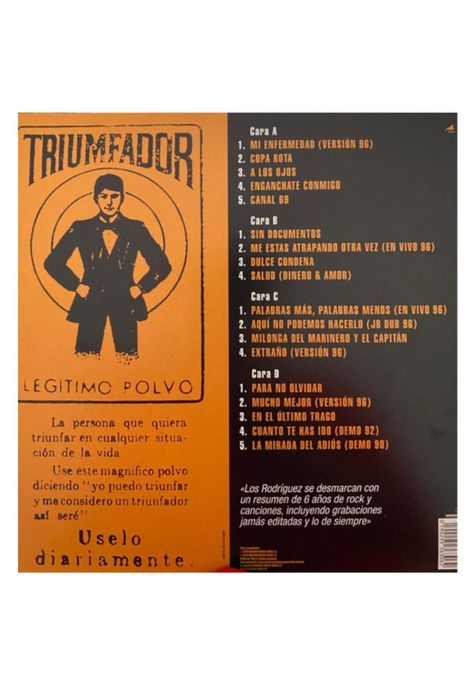 TRIUMFADOR
LEGITIMO POLVO
La persona que quiera
triunfar en cualquier situa-
ción de la vida
Use este magnifico polvo
diciendo "yo puedo triunfar
y me considero un triunfador
así seré"
Uselo
diariamente.
Cara A
1. MI ENFERMEDAD (VERSIÓN 96)
2. COPA ROTA
3. A LOS OJOS
4. ENGANCHATE CONMIGO
5. CANAL 69
Cara B
1. SIN DOCUMENTOS
2. ME ESTAS ATRAPANDO OTRA VEZ (EN VIVO 96)
3. DULCE CONDENA
4. SALUD (DINERO & AMOR)
Cara C
1. PALABRAS MÁS, PALABRAS MENOS (EN VIVO 96)
2. AQUÍ NO PODEMOS HACERLO (JB DUB 96)
3. MILONGA DEL MARINERO Y EL CAPITÁN
4. EXTRAÑO (VERSIÓN 96)
Cara D
1. PARA NO OLVIDAR
2. MUCHO MEJOR (VERSIÓN 96)
3. EN EL ÚLTIMO TRAGO
4. CUANTO TE HAS IDO (DEMO 92)
5. LA MIRADA DEL ADIÓS (DEMO 90)
«Los Rodríguez se desmarcan con
un resumen de 6 años de rock y
canciones, incluyendo grabaciones
jamás editadas y lo de siempre»